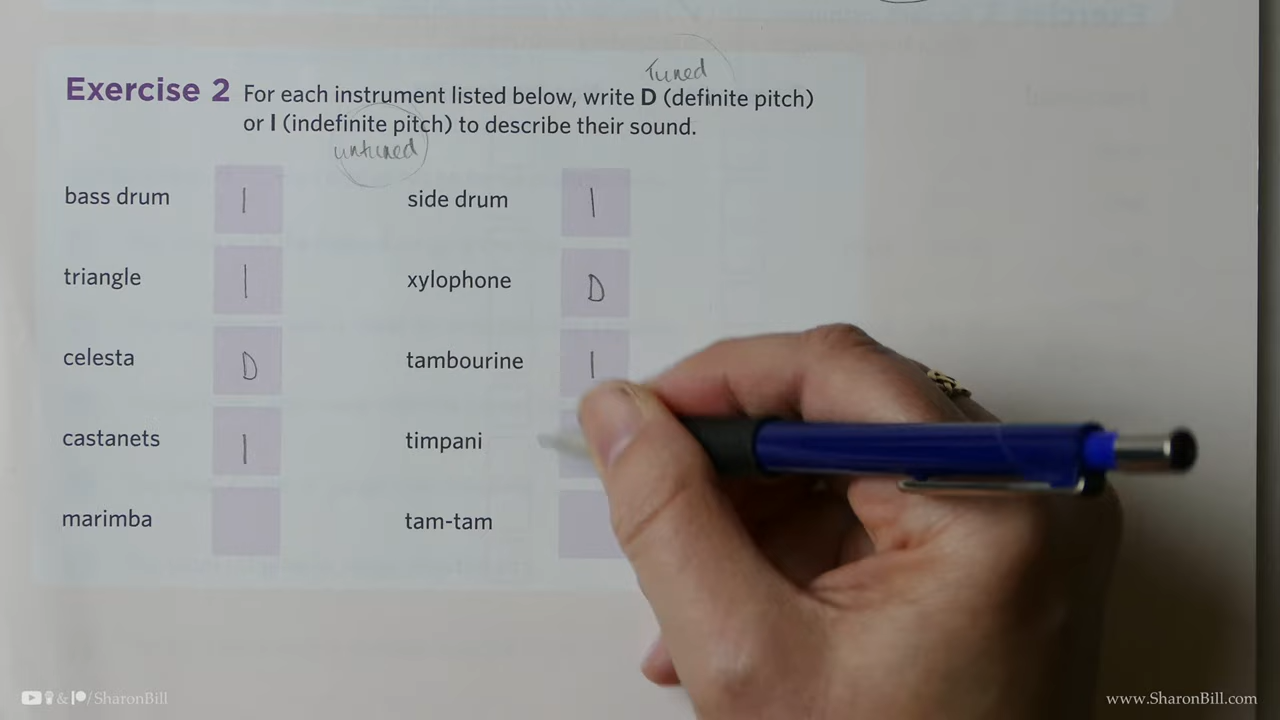 Tuned
Exercise 2 For each instrument listed below, write D (definite pitch)
or I (indefinite pitch) to describe their sound.
untuned
bass drum I side drum I
triangle I xylophone D
celesta D tambourine I
castanets I timpani
marimba tam-tam
&/SharonBill www.SharonBill.com